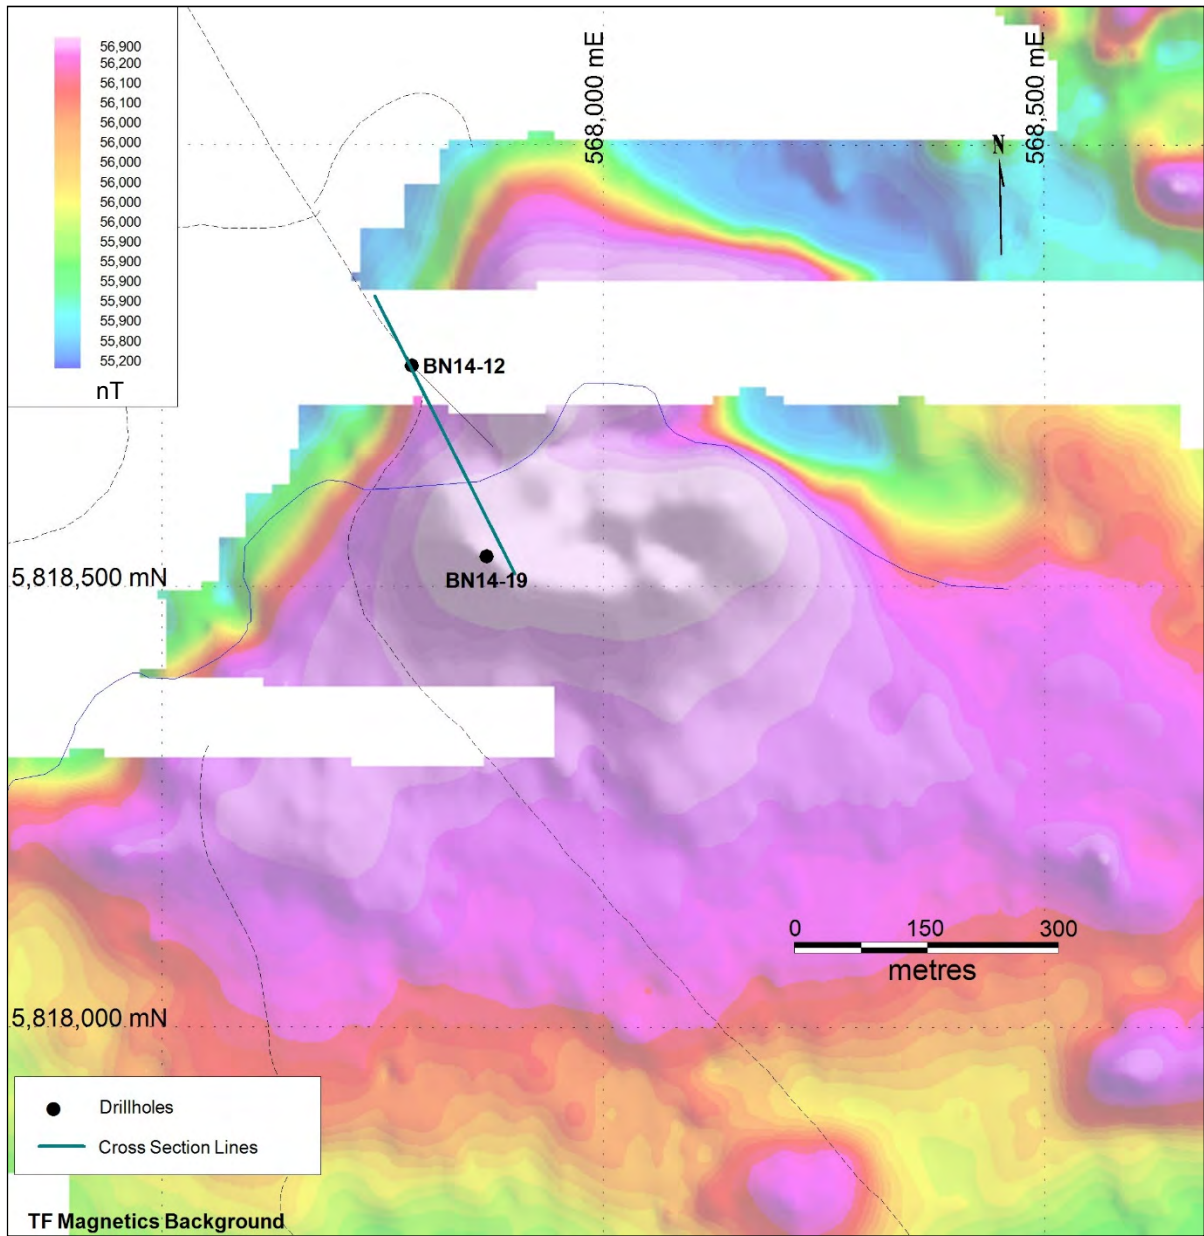 56,900
56,200
56,100
56,100
56,000
56,000
56,000
56,000
56,000
55,900
55,900
55,900
55,900
55,900
55,800
55,200
nT
568,000 mE
568,500 mE
N
BN14-12
5,818,500 mN
BN14-19
0 150 300
metres
5,818,000 mN
Drillholes
Cross Section Lines
TF Magnetics Background